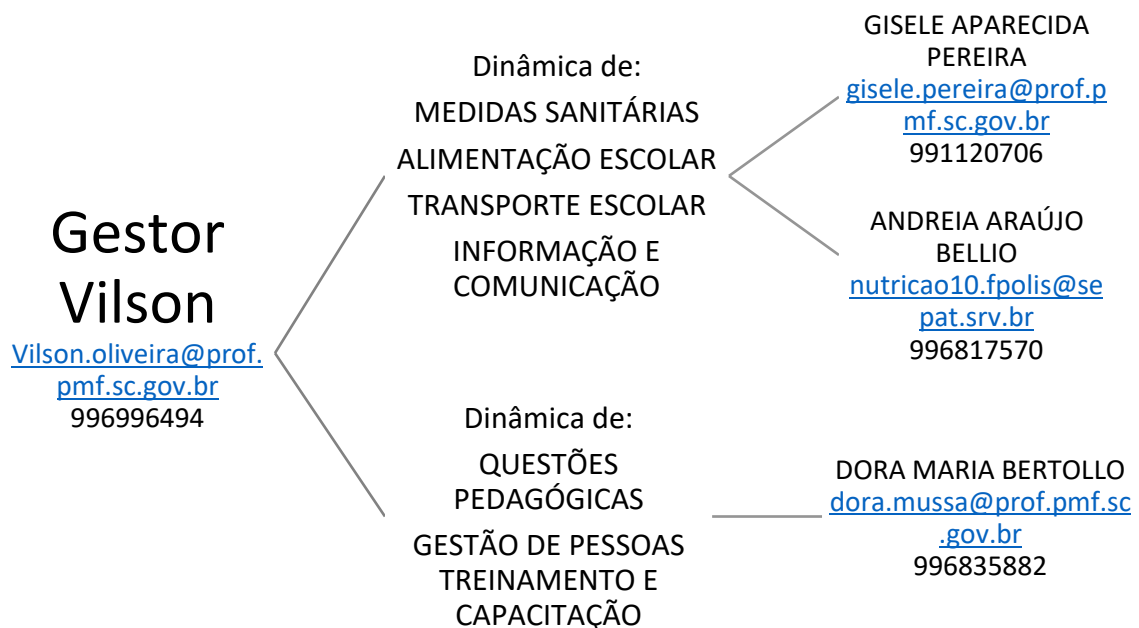 Gestor
Vilson
Vilson.oliveira@prof.
pmf.sc.gov.br
996996494
Dinâmica de:
MEDIDAS SANITÁRIAS
ALIMENTAÇÃO ESCOLAR
TRANSPORTE ESCOLAR
INFORMAÇÃO E
COMUNICAÇÃO
GISELE APARECIDA
PEREIRA
gisele.pereira@prof.p
mf.sc.gov.br
991120706
ANDREIA ARAÚJO
BELLIO
nutricao10.fpolis@se
pat.srv.br
996817570
Dinâmica de:
QUESTÕES
PEDAGÓGICAS
GESTÃO DE PESSOAS
TREINAMENTO E
CAPACITAÇÃO
DORA MARIA BERTOLLO
dora.mussa@prof.pmf.sc
.gov.br
996835882